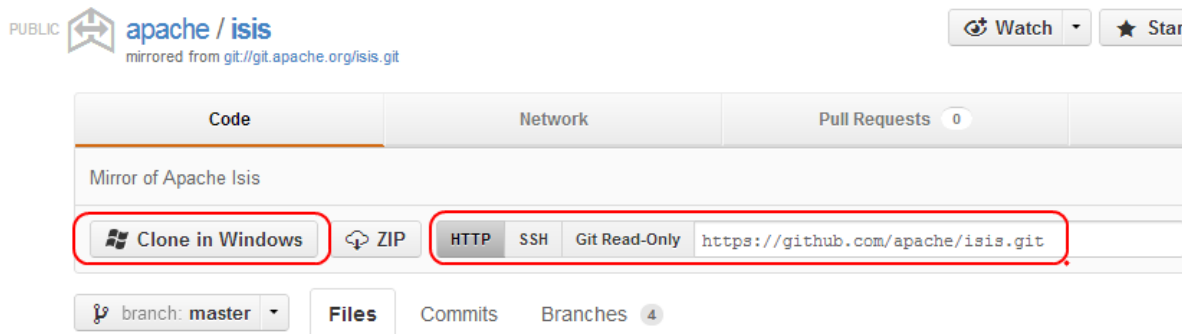 PUBLIC apache / isis Watch
mirrored from git://git.apache.org/isis.git
Code Network Pull Requests 0
Mirror of Apache Isis
Clone in Windows ZIP HTTP SSH Git Read-Only https://github.com/apache/isis.git
branch: master Files Commits Branches 4